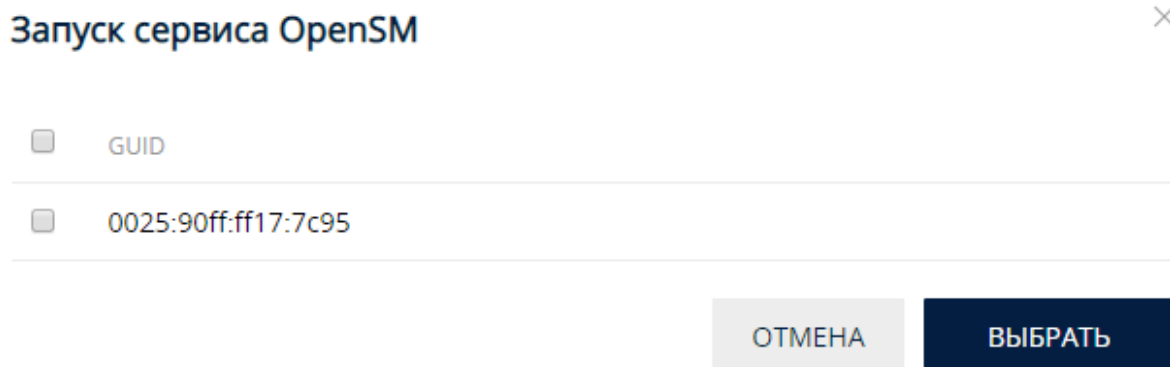 Запуск сервиса OpenSM
GUID
0025:90ff:ff17:7c95
ОТМЕНА ВЫБРАТЬ